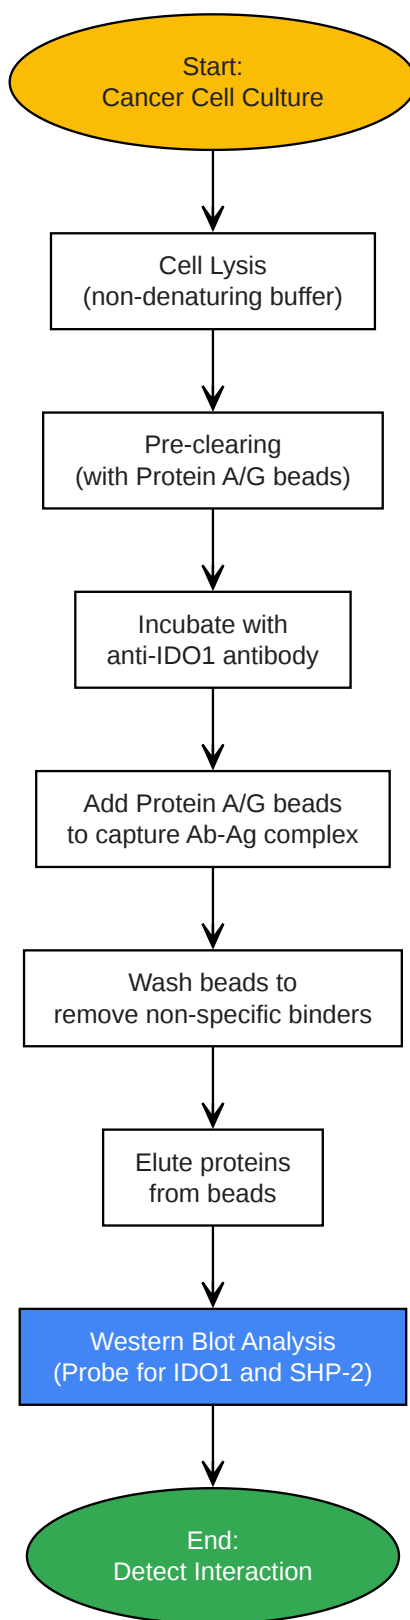 Start:
Cancer Cell Culture
Cell Lysis
(non-denaturing buffer)
Pre-clearing
(with Protein A/G beads)
Incubate with
anti-IDO1 antibody
Add Protein A/G beads
to capture Ab-Ag complex
Wash beads to
remove non-specific binders
Elute proteins
from beads
Western Blot Analysis
(Probe for IDO1 and SHP-2)
End:
Detect Interaction